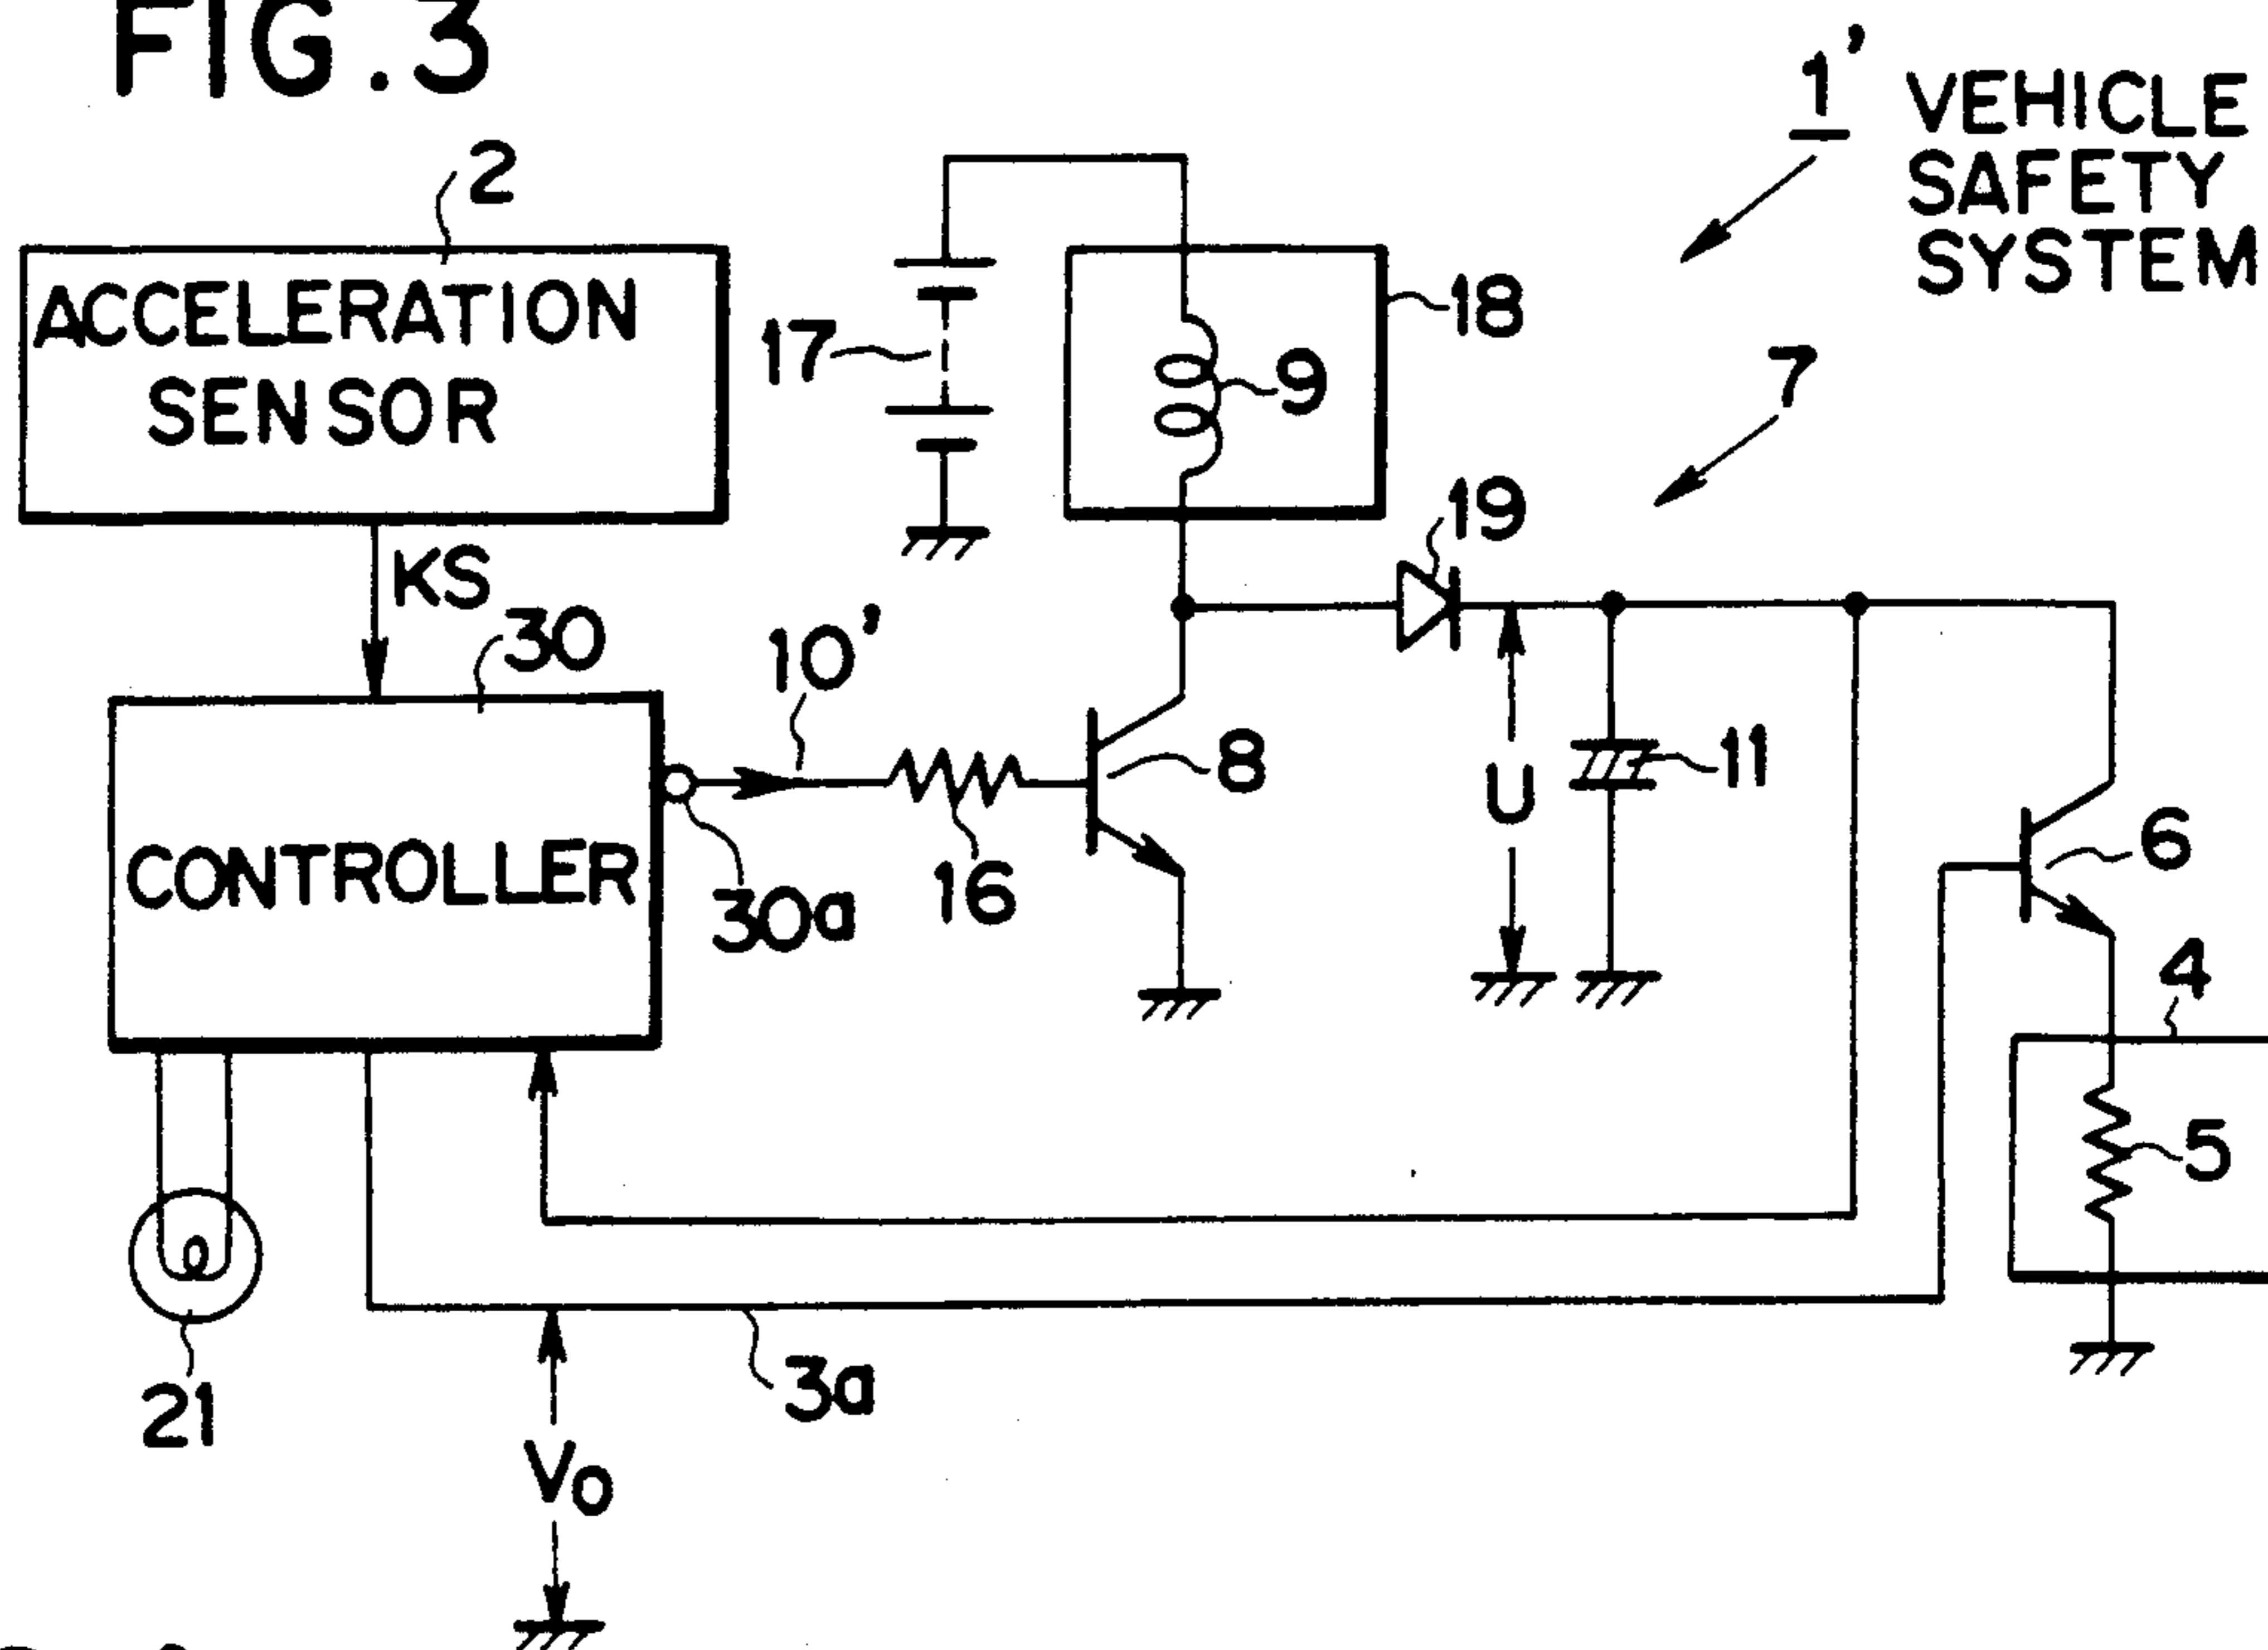 FIG.3
1'
VEHICLE
SAFETY
SYSTEM
2
ACCELERATION
SENSOR
17
18
9
7
19
KS
30
10'
8
U
11
6
CONTROLLER
30a
16
4
5
21
3a
Vo